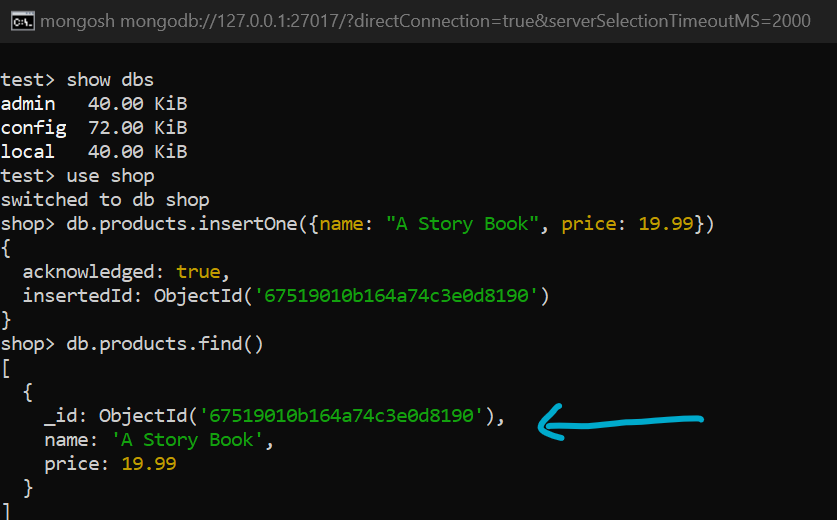 mongosh mongodb://127.0.0.1:27017/?directConnection=true&serverSelectionTimeoutMS=2000
test> show dbs
admin   40.00 KiB
config  72.00 KiB
local   40.00 KiB
test> use shop
switched to db shop
shop> db.products.insertOne({name: "A Story Book", price: 19.99})
{
  acknowledged: true,
  insertedId: ObjectId('67519010b164a74c3e0d8190')
}
shop> db.products.find()
[
  {
    _id: ObjectId('67519010b164a74c3e0d8190'),
    name: 'A Story Book',
    price: 19.99
  }
]